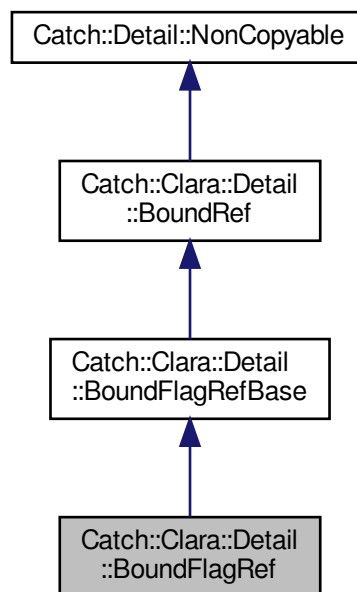 Catch::Detail::NonCopyable
Catch::Clara::Detail
::BoundRef
Catch::Clara::Detail
::BoundFlagRefBase
Catch::Clara::Detail
::BoundFlagRef